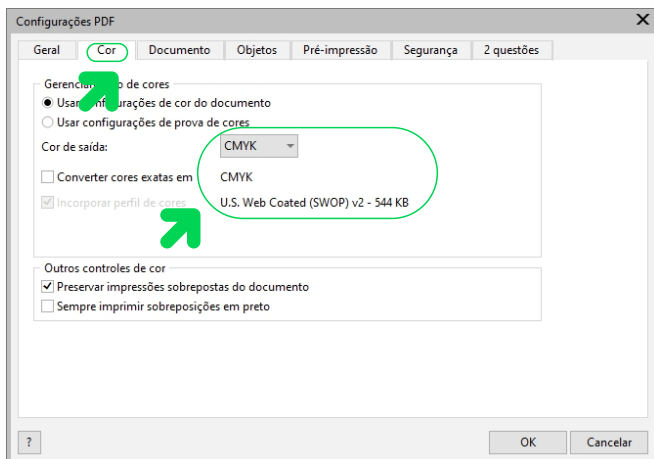 Configurações PDF
Geral Cor Documento Objetos Pré-impressão Segurança 2 questões
de cores
Usar configurações de cor do documento
Usar configurações de prova de cores
Cor de saída: CMYK
Converter cores exatas em CMYK
Incorporar perfil de cores U.S. Web Coated (SWOP) v2 - 544 KB
Outros controles de cor
Preservar impressões sobrepostas do documento
Sempre imprimir sobreposições em preto
? OK Cancelar